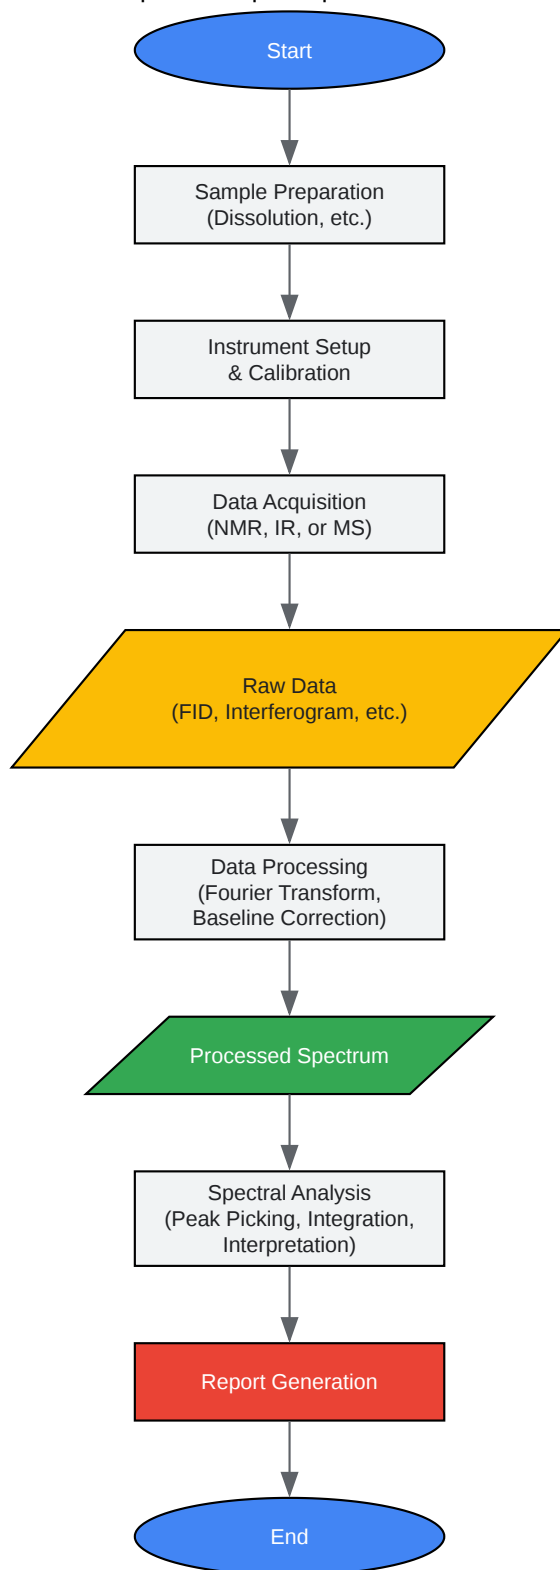 Start
Sample Preparation
(Dissolution, etc.)
Instrument Setup
& Calibration
Data Acquisition
(NMR, IR, or MS)
Raw Data
(FID, Interferogram, etc.)
Data Processing
(Fourier Transform,
Baseline Correction)
Processed Spectrum
Spectral Analysis
(Peak Picking, Integration,
Interpretation)
Report Generation
End